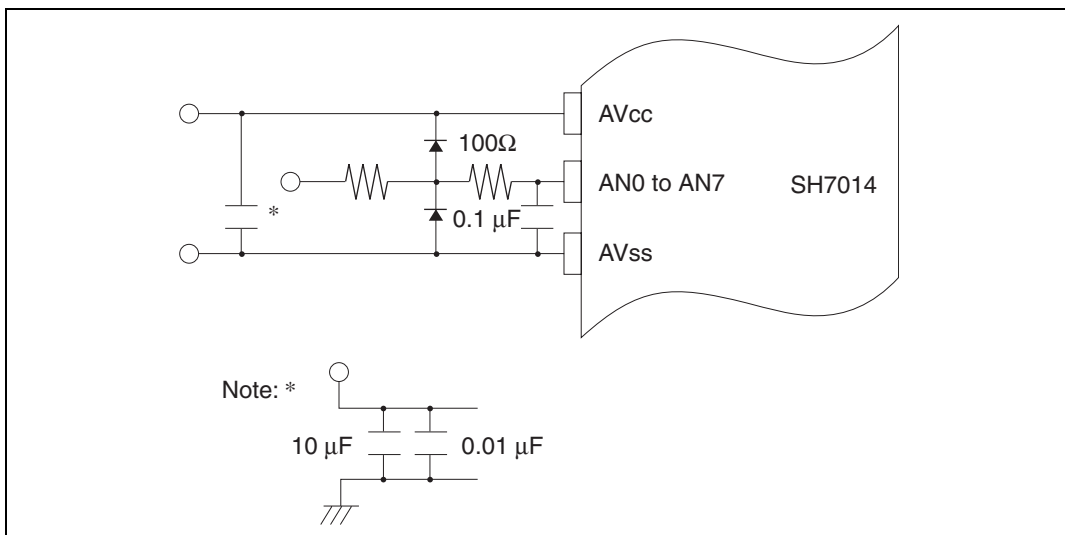 AVcc
100Ω
AN0 to AN7
SH7014
*
0.1 μF
AVss
Note: *
10 μF
0.01 μF